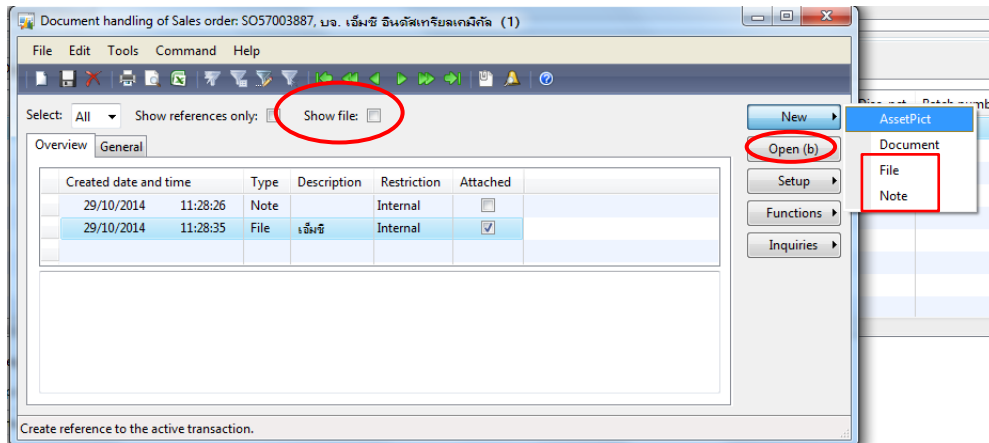 Document handling of Sales order: SO57003887, บจ. เอ็มซี อินดัสเทรียลเคมิคัล (1)
File Edit Tools Command Help
Select: All Show references only: Show file:
Overview General
Created date and time Type Description Restriction Attached
29/10/2014 11:28:26 Note Internal
29/10/2014 11:28:35 File เอ็มซี Internal
New
Open (b)
Setup
Functions
Inquiries
AssetPict
Document
File
Note
Create reference to the active transaction.